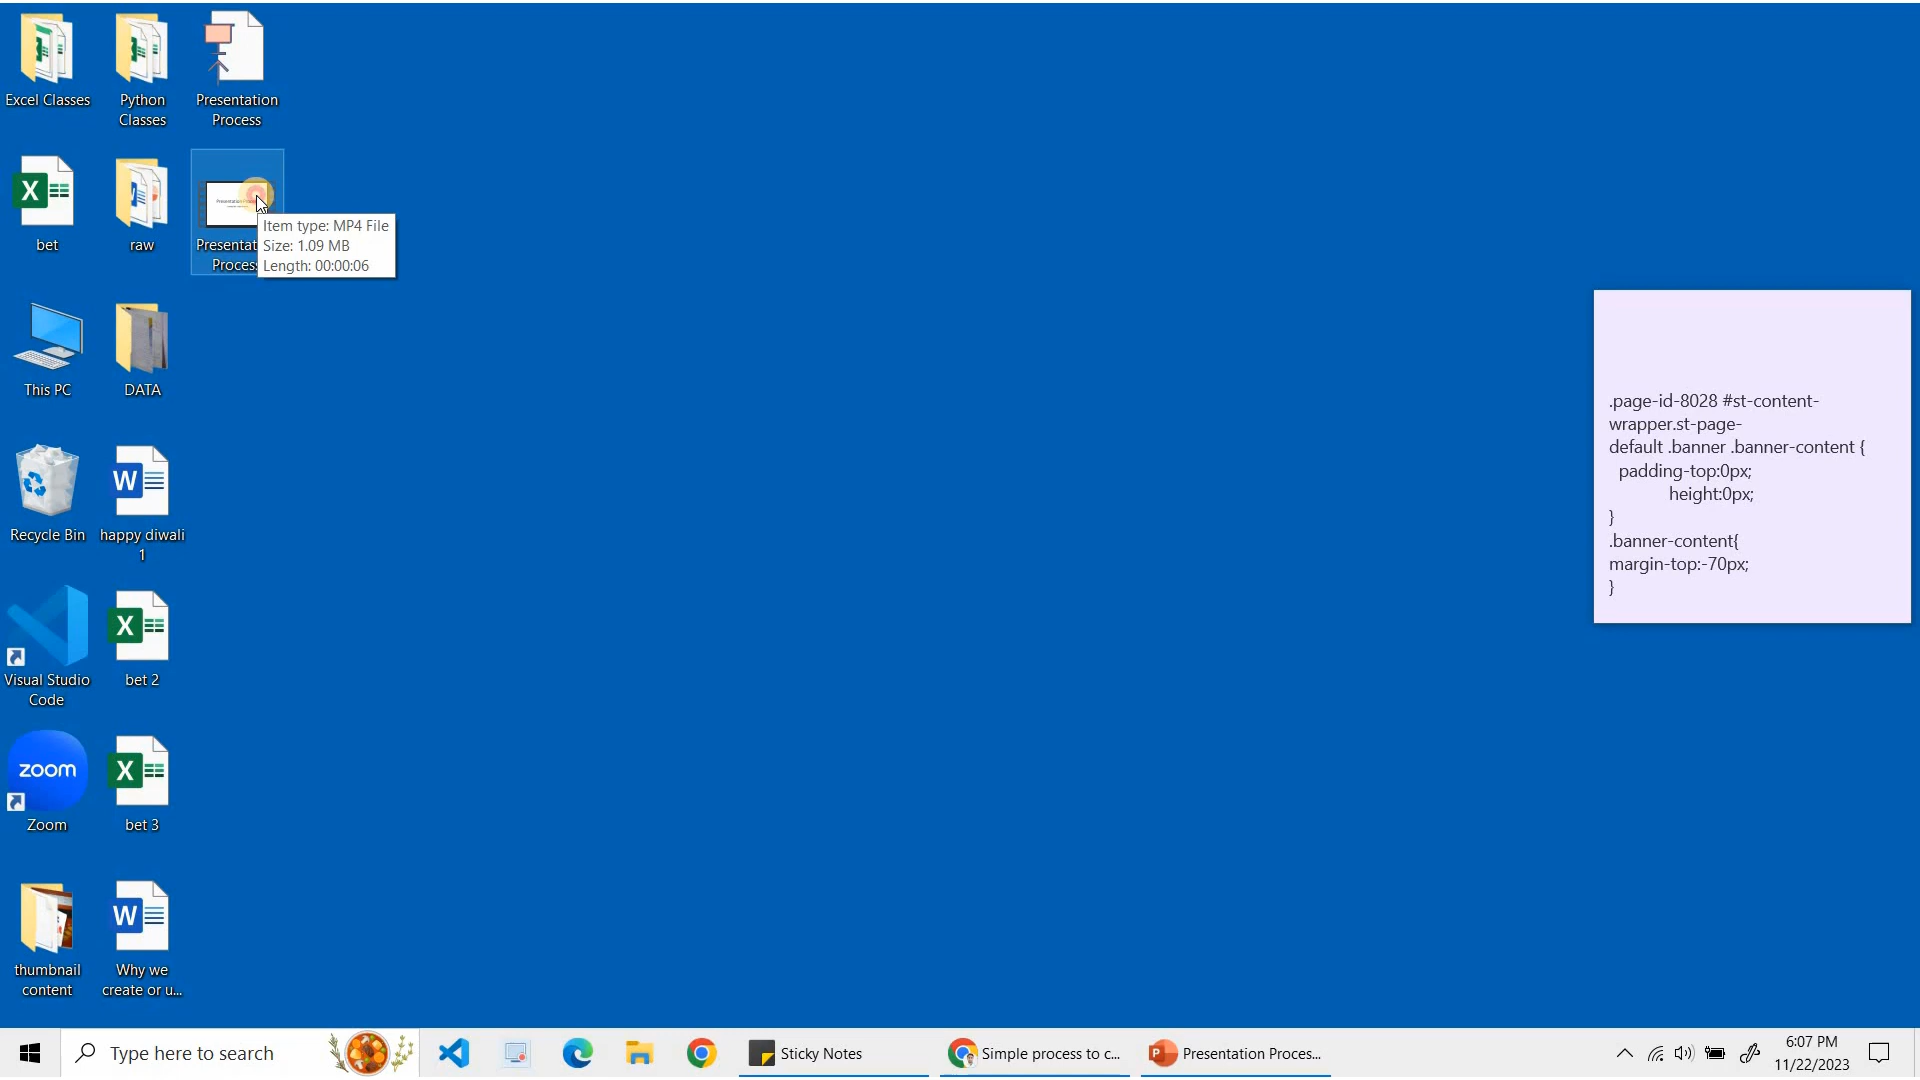 Excel Classes
Python
Classes
Presentation
Process
bet
raw
Presentat
Process
Item type: MP4 File
Size: 1.09 MB
Length: 00:00:06
This PC
DATA
Recycle Bin
happy diwali
1
Visual Studio
Code
bet 2
zoom
Zoom
bet 3
thumbnail
content
Why we
create or u...
.page-id-8028 #st-content-
wrapper.st-page-
default .banner .banner-content {
padding-top:0px;
height:0px;
}
.banner-content{
margin-top:-70px;
}
Type here to search
Sticky Notes
Simple process to c...
Presentation Proces...
6:07 PM
11/22/2023